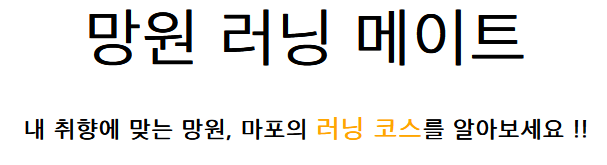 망원 러닝 메이트
내 취향에 맞는 망원, 마포의 러닝 코스를 알아보세요 !!